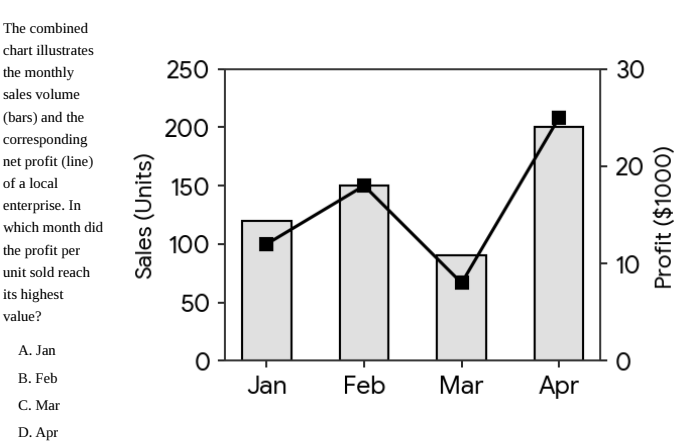 The combined
chart illustrates
the monthly
sales volume
(bars) and the
corresponding
net profit (line)
of a local
enterprise. In
which month did
the profit per
unit sold reach
its highest
value?
A. Jan
B. Feb
C. Mar
D. Apr
Sales (Units)
250
200
150
100
50
0
Jan Feb Mar Apr
30
20
10
0
Profit ($1000)